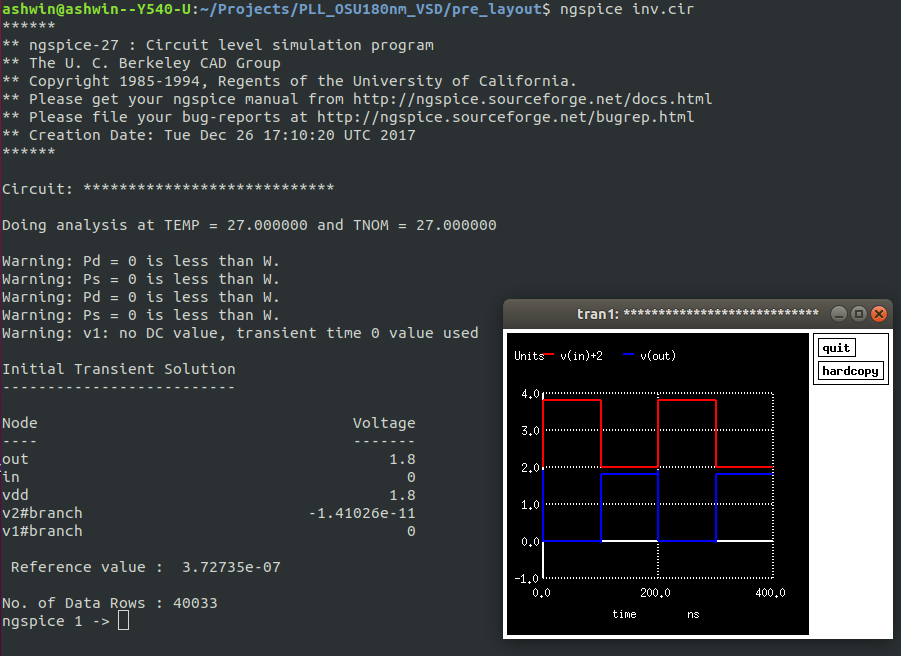 ashwin@ashwin--Y540-U:~/Projects/PLL_OSU180nm_VSD/pre_layout$ ngspice inv.cir
******
** ngspice-27 : Circuit level simulation program
** The U. C. Berkeley CAD Group
** Copyright 1985-1994, Regents of the University of California.
** Please get your ngspice manual from http://ngspice.sourceforge.net/docs.html
** Please file your bug-reports at http://ngspice.sourceforge.net/bugrep.html
** Creation Date: Tue Dec 26 17:10:20 UTC 2017
******
Circuit: ****************************
Doing analysis at TEMP = 27.000000 and TNOM = 27.000000
Warning: Pd = 0 is less than W.
Warning: Ps = 0 is less than W.
Warning: Pd = 0 is less than W.
Warning: Ps = 0 is less than W.
Warning: v1: no DC value, transient time 0 value used
Initial Transient Solution
--------------------------
Node Voltage
---- -------
out 1.8
in 0
vdd 1.8
v2#branch -1.41026e-11
v1#branch 0
Reference value : 3.72735e-07
No. of Data Rows : 40033
ngspice 1 ->
tran1: ****************************
quit
hardcopy
Units v(in)+2 v(out)
4.0
3.0
2.0
1.0
0.0
-1.0
0.0 200.0 400.0
time ns